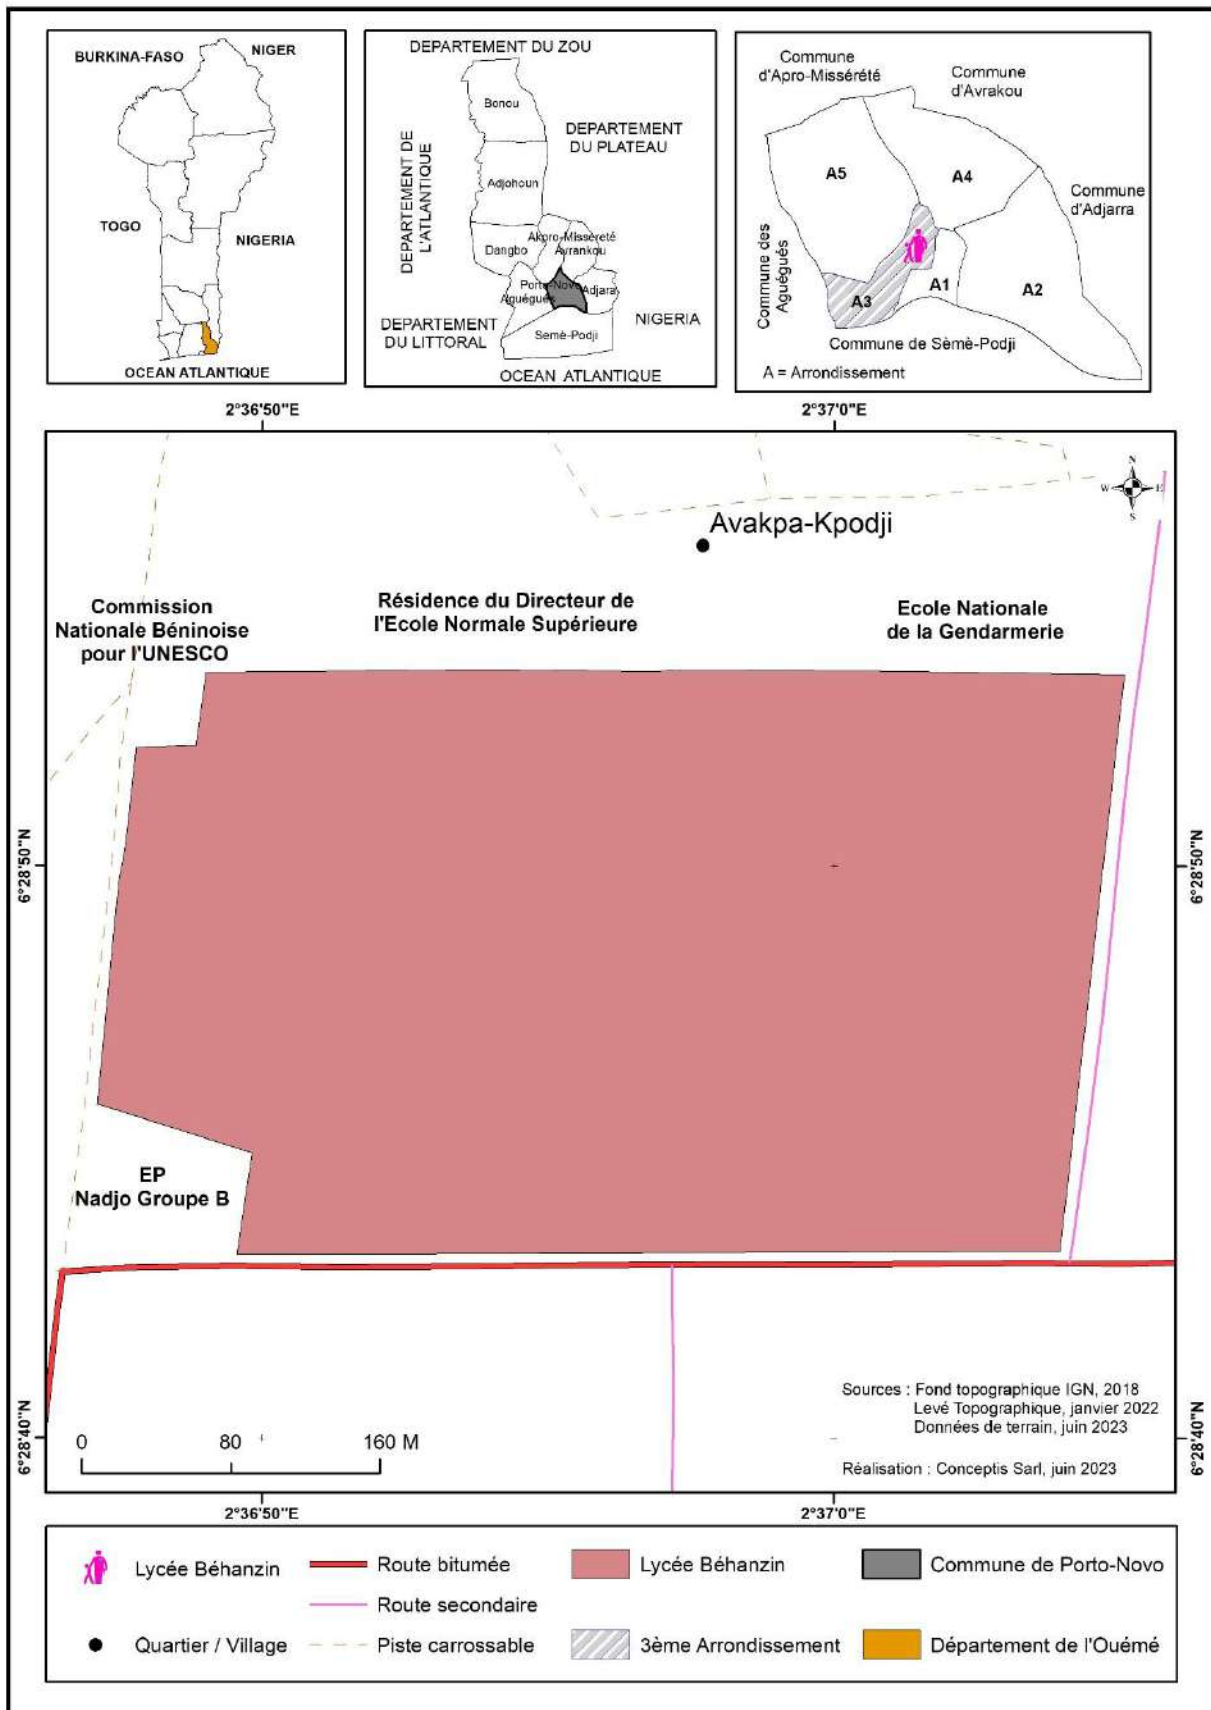 BURKINA-FASO
NIGER
TOGO
NIGERIA
OCEAN ATLANTIQUE
DEPARTEMENT DU ZOU
Bonou
DEPARTEMENT
DU PLATEAU
DEPARTEMENT DE
L'ATLANTIQUE
Adjohoun
Dangbo
Akpro-Misséreté
Avrankou
Porto-Novo
Aguégués
Adjara
DEPARTEMENT
DU LITTORAL
NIGERIA
Semè-Podji
OCEAN ATLANTIQUE
Commune
d'Apro-Missérété
Commune
d'Avrakou
A5
A4
Commune
d'Adjarra
Commune des
Aguégués
A3
A1
A2
Commune de Sèmè-Podji
A = Arrondissement
2°36'50"E
2°37'0"E
N
W
E
S
Avakpa-Kpodji
Commission
Nationale Béninoise
pour l'UNESCO
Résidence du Directeur de
l'Ecole Normale Supérieure
Ecole Nationale
de la Gendarmerie
6°28'50"N
6°28'50"N
EP
Nadjo Groupe B
Sources : Fond topographique IGN, 2018
Levé Topographique, janvier 2022
Données de terrain, juin 2023
Réalisation : Conceptis Sarl, juin 2023
0 80 160 M
6°28'40"N
6°28'40"N
2°36'50"E
2°37'0"E
Lycée Béhanzin
Route bitumée
Lycée Béhanzin
Commune de Porto-Novo
Route secondaire
Quartier / Village
Piste carrossable
3ème Arrondissement
Département de l'Ouémé